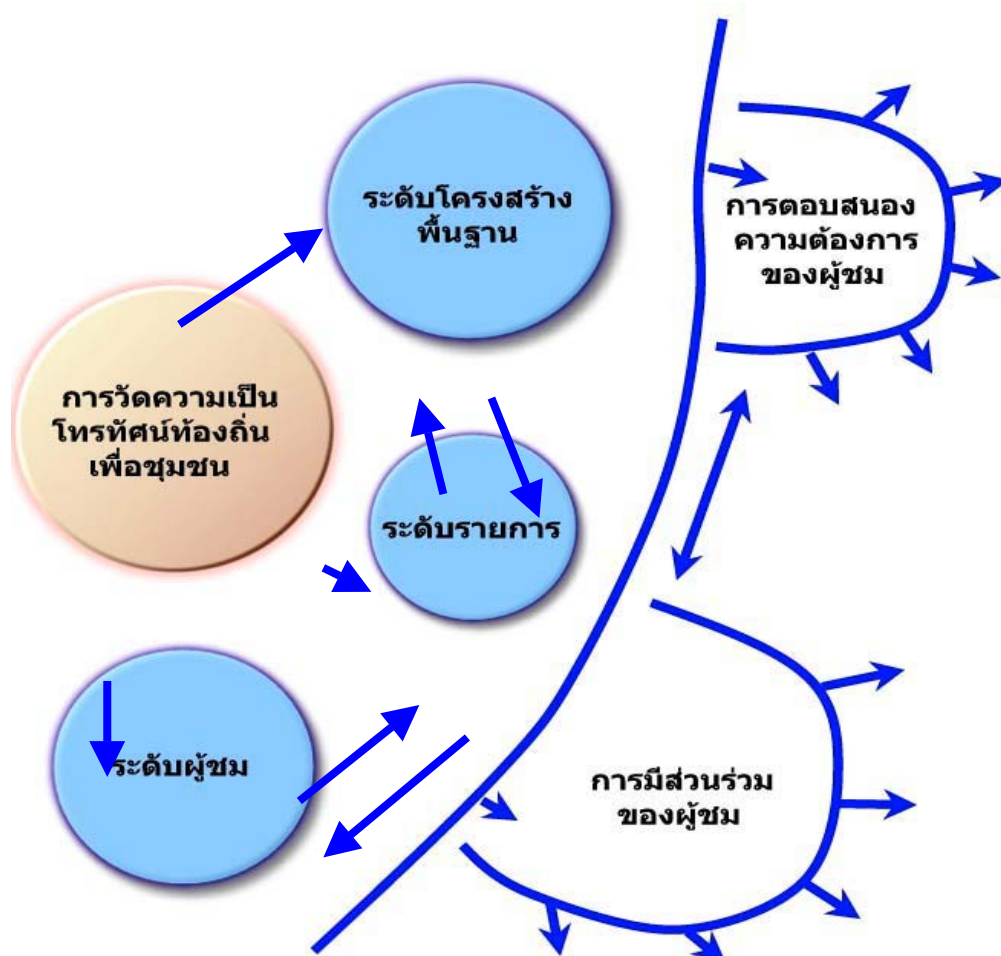 ระดับโครงสร้าง
พื้นฐาน
การตอบสนอง
ความต้องการ
ของผู้ชม
การวัดความเป็น
โทรทัศน์ท้องถิ่น
เพื่อชุมชน
ระดับรายการ
ระดับผู้ชม
การมีส่วนร่วม
ของผู้ชม